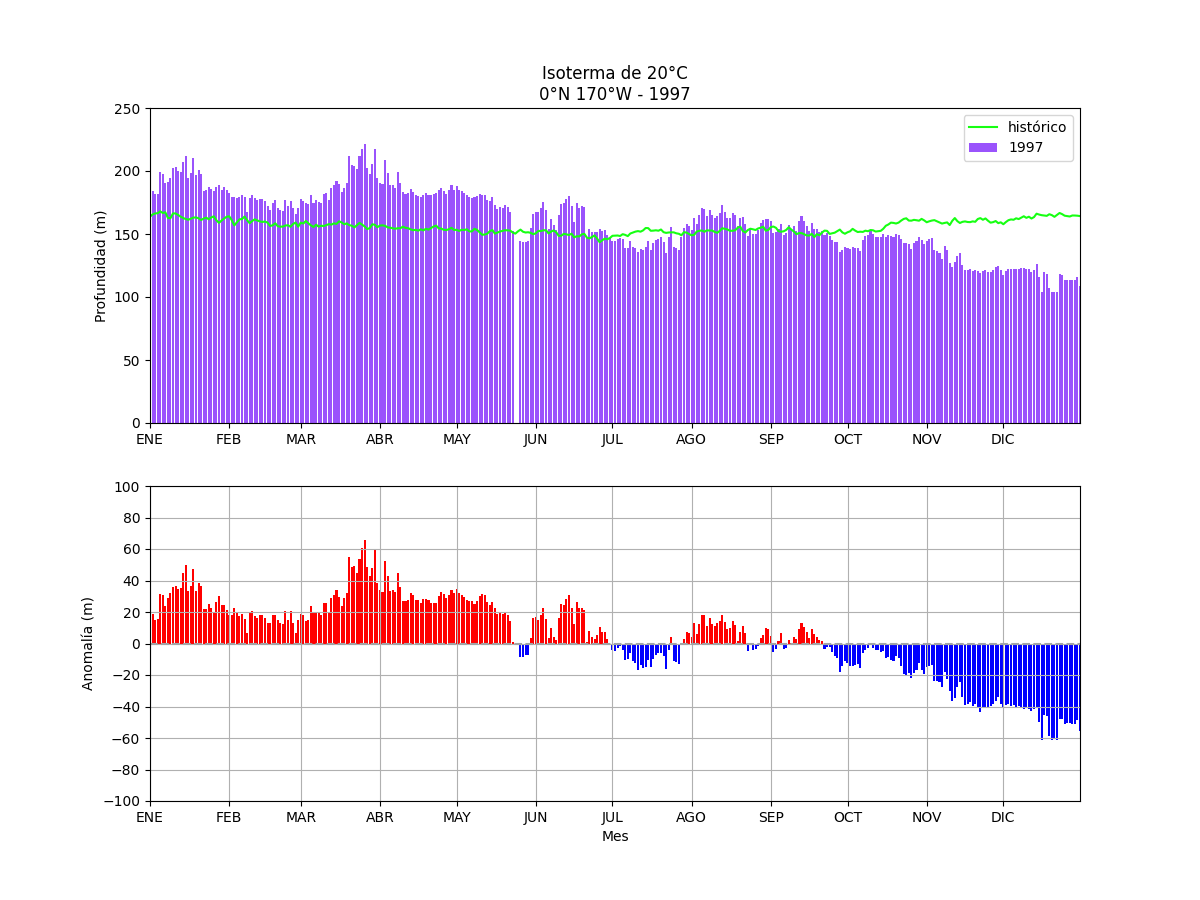 Isoterma de 20°C
0°N 170°W - 1997
250
200
150
100
50
0
Profundidad (m)
histórico
1997
ENE FEB MAR ABR MAY JUN JUL AGO SEP OCT NOV DIC
100
80
60
40
20
0
−20
−40
−60
−80
−100
Anomalía (m)
ENE FEB MAR ABR MAY JUN JUL AGO SEP OCT NOV DIC
Mes